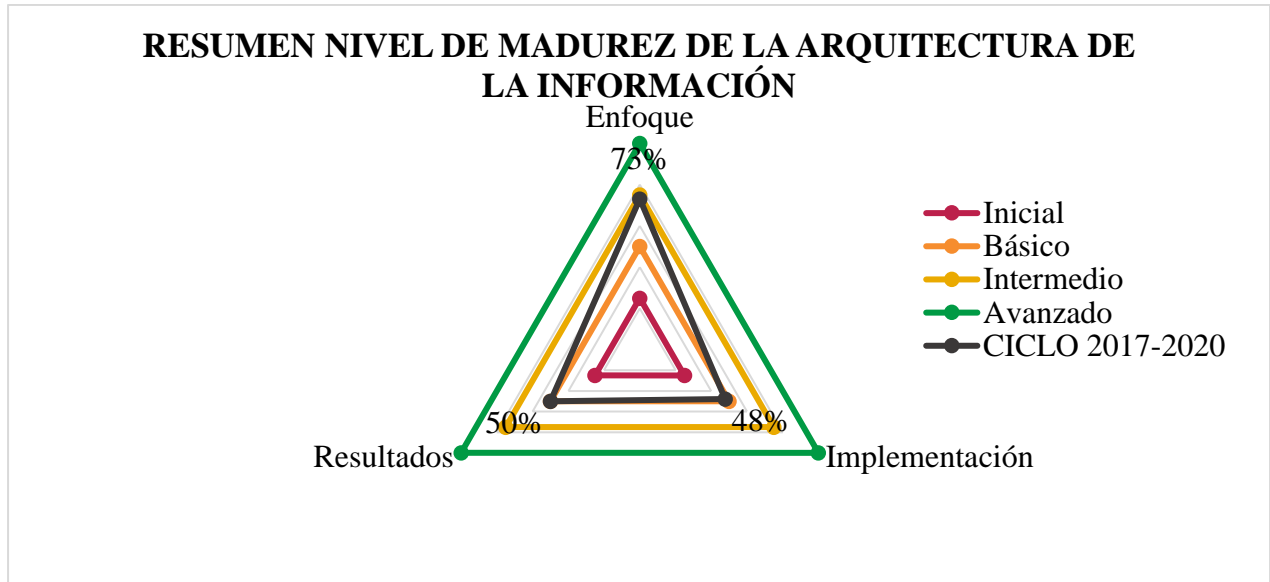 RESUMEN NIVEL DE MADUREZ DE LA ARQUITECTURA DE
LA INFORMACIÓN
Enfoque
73%
Inicial
Básico
Intermedio
Avanzado
CICLO 2017-2020
50%
48%
Resultados
Implementación